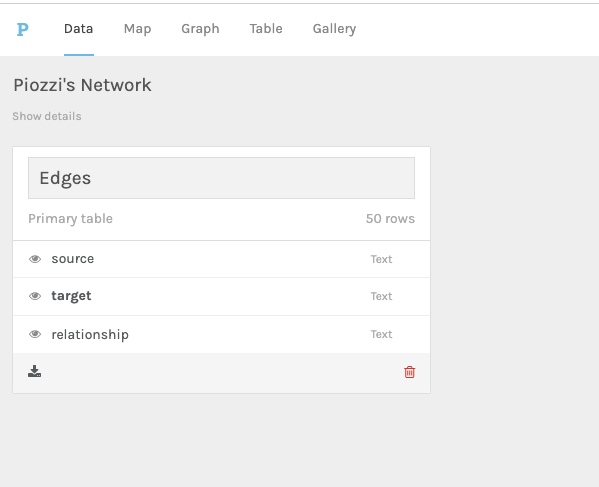 P Data Map Graph Table Gallery
Piozzi's Network
Show details
Edges
Primary table 50 rows
source Text
target Text
relationship Text